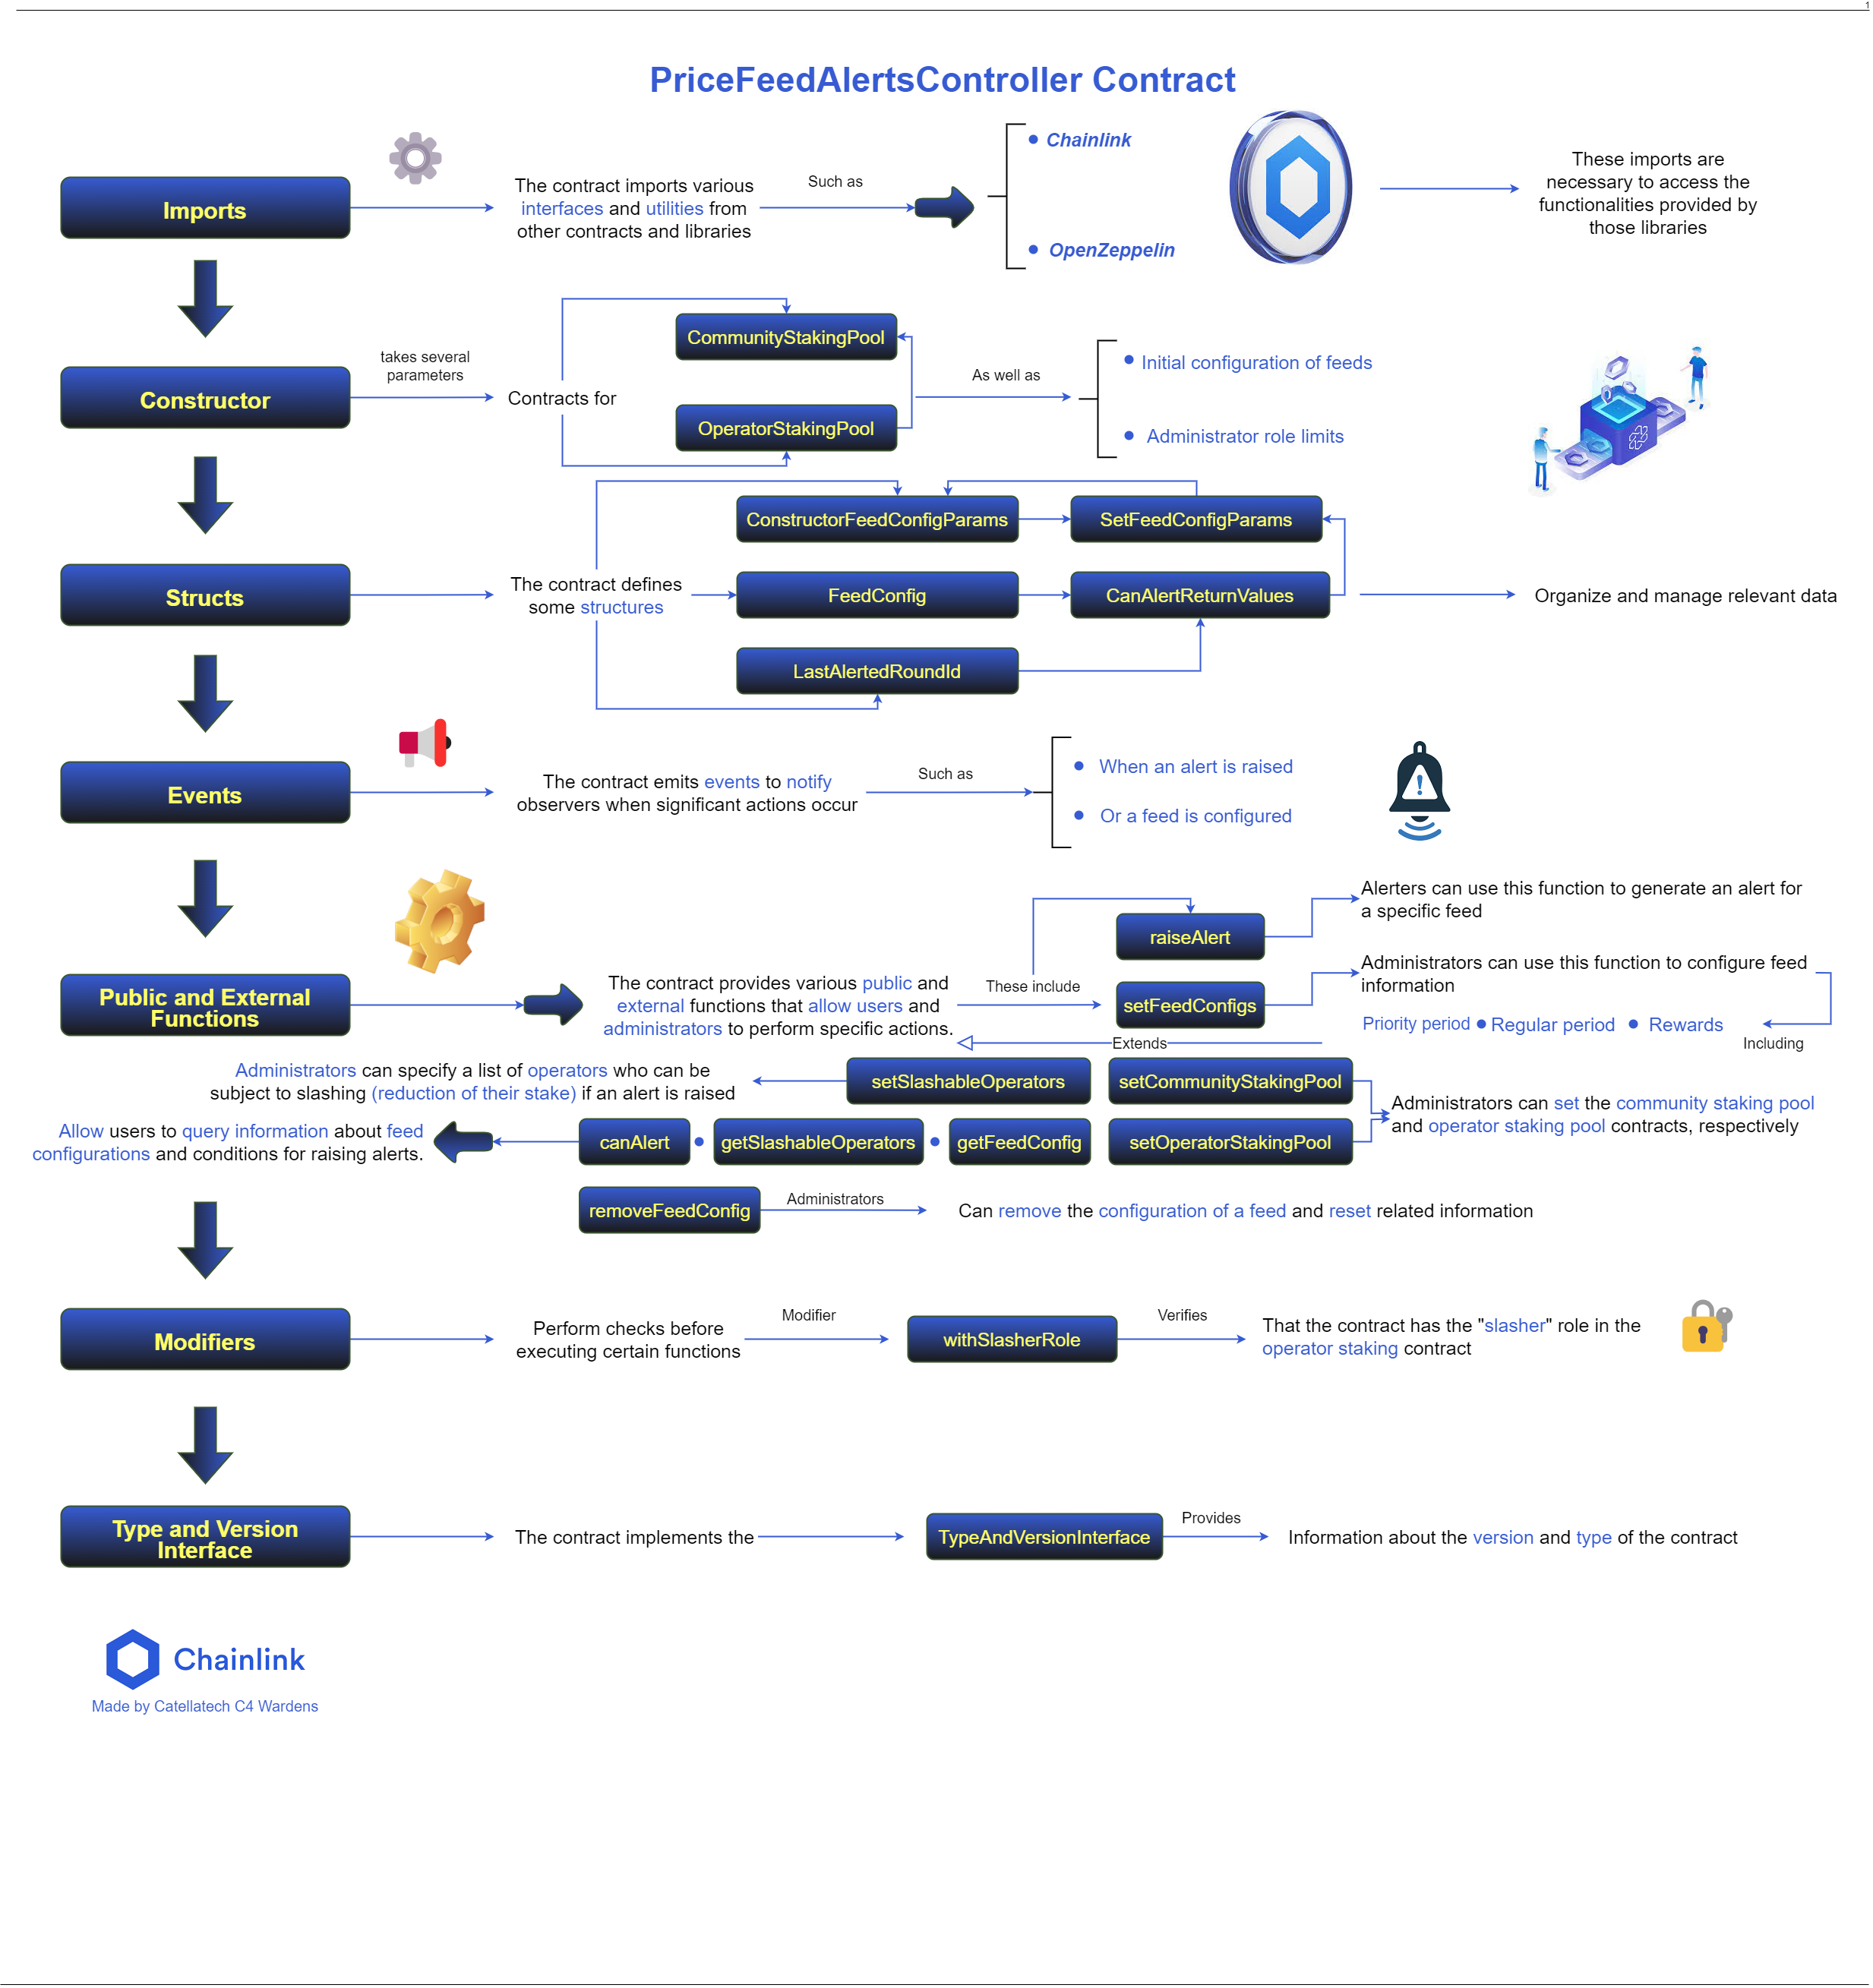 1
PriceFeedAlertsController Contract
Imports
The contract imports various
interfaces and utilities from
other contracts and libraries
Such as
Chainlink
OpenZeppelin
These imports are
necessary to access the
functionalities provided by
those libraries
Constructor
takes several
parameters
Contracts for
CommunityStakingPool
OperatorStakingPool
As well as
Initial configuration of feeds
Administrator role limits
Structs
The contract defines
some structures
ConstructorFeedConfigParams
SetFeedConfigParams
FeedConfig
CanAlertReturnValues
LastAlertedRoundId
Organize and manage relevant data
Events
The contract emits events to notify
observers when significant actions occur
Such as
When an alert is raised
Or a feed is configured
Public and External
Functions
The contract provides various public and
external functions that allow users and
administrators to perform specific actions.
These include
raiseAlert
Alerters can use this function to generate an alert for
a specific feed
setFeedConfigs
Administrators can use this function to configure feed
information
Priority period • Regular period • Rewards
Including
Extends
Administrators can specify a list of operators who can be
subject to slashing (reduction of their stake) if an alert is raised
setSlashableOperators
setCommunityStakingPool
Administrators can set the community staking pool
and operator staking pool contracts, respectively
Allow users to query information about feed
configurations and conditions for raising alerts.
canAlert • getSlashableOperators • getFeedConfig
setOperatorStakingPool
removeFeedConfig
Administrators
Can remove the configuration of a feed and reset related information
Modifiers
Perform checks before
executing certain functions
Modifier
withSlasherRole
Verifies
That the contract has the "slasher" role in the
operator staking contract
Type and Version
Interface
The contract implements the
TypeAndVersionInterface
Provides
Information about the version and type of the contract
Chainlink
Made by Catellatech C4 Wardens